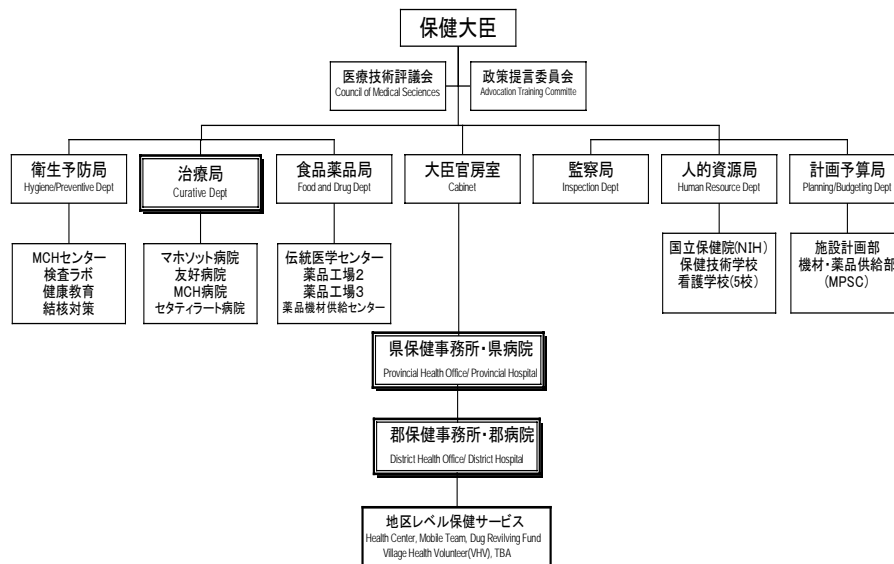 保健大臣
医療技術評議会
Council of Medical Seciences
政策提言委員会
Advocation Training Committe
衛生予防局
Hygiene/Preventive Dept
治療局
Curative Dept
食品薬品局
Food and Drug Dept
大臣官房室
Cabinet
監察局
Inspection Dept
人的資源局
Human Resource Dept
計画予算局
Planning/Budgeting Dept
MCHセンター
検査ラボ
健康教育
結核対策
マホソット病院
友好病院
MCH病院
セタティラート病院
伝統医学センター
薬品工場2
薬品工場3
薬品機材供給センター
国立保健院(NIH)
保健技術学校
看護学校(5校)
施設計画部
機材・薬品供給部
(MPSC)
県保健事務所・県病院
Provincial Health Office/ Provincial Hospital
郡保健事務所・郡病院
District Health Office/ District Hospital
地区レベル保健サービス
Health Center, Mobile Team, Dug Revilving Fund
Village Health Volunteer(VHV), TBA